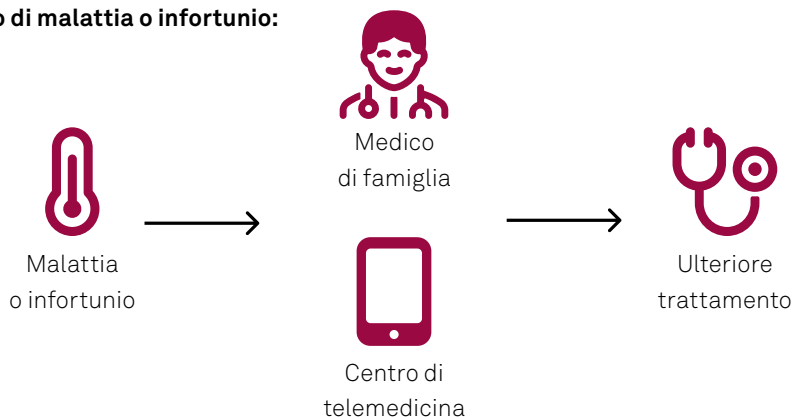 di malattia o infortunio:
Medico
di famiglia
Malattia
o infortunio
Centro di
telemedicina
Ulteriore
trattamento